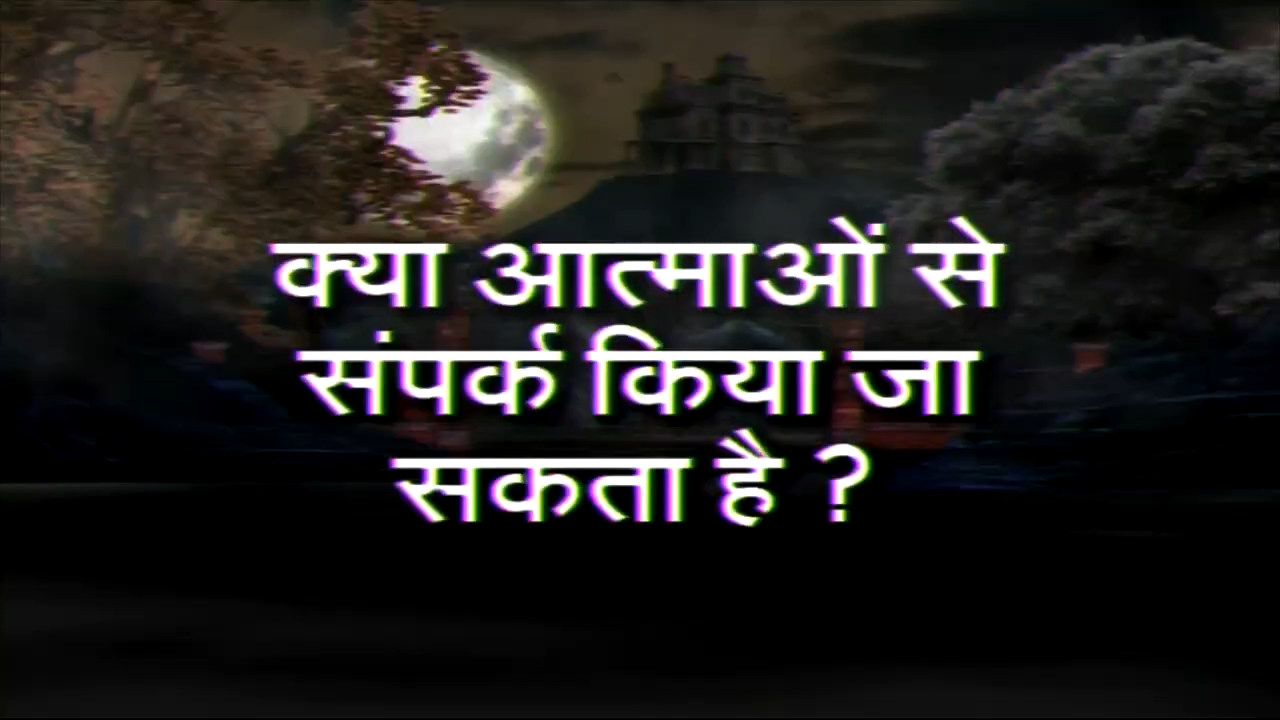 क्या आत्माओं से
संपर्क किया जा
सकता है ?